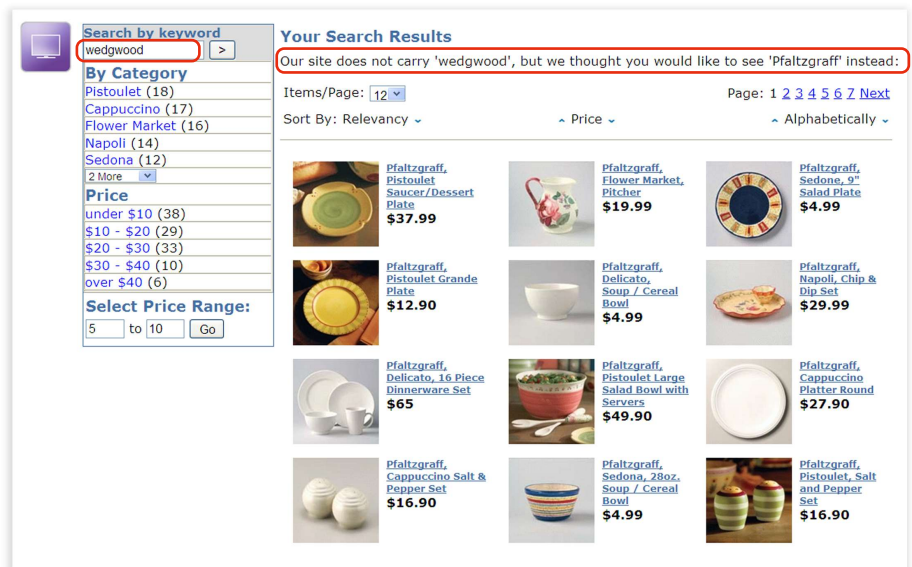 Search by keyword
wedgwood
>
By Category
Pistoulet (18)
Cappuccino (17)
Flower Market (16)
Napoli (14)
Sedona (12)
2 More
Price
under $10 (38)
$10 - $20 (29)
$20 - $30 (33)
$30 - $40 (10)
over $40 (6)
Select Price Range:
5 to 10 Go
Your Search Results
Our site does not carry 'wedgwood', but we thought you would like to see 'Pfaltzgraff' instead:
Items/Page: 12
Page: 1 2 3 4 5 6 7 Next
Sort By: Relevancy
Price
Alphabetically
Pfaltzgraff,
Pistoulet
Saucer/Dessert
Plate
$37.99
Pfaltzgraff,
Flower Market,
Pitcher
$19.99
Pfaltzgraff,
Sedone, 9"
Salad Plate
$4.99
Pfaltzgraff,
Pistoulet Grande
Plate
$12.90
Pfaltzgraff,
Delicato,
Soup / Cereal
Bowl
$4.99
Pfaltzgraff,
Napoli, Chip &
Dip Set
$29.99
Pfaltzgraff,
Delicato, 16 Piece
Dinnerware Set
$65
Pfaltzgraff,
Pistoulet Large
Salad Bowl with
Servers
$49.90
Pfaltzgraff,
Cappuccino
Platter Round
$27.90
Pfaltzgraff,
Cappuccino Salt &
Pepper Set
$16.90
Pfaltzgraff,
Sedona, 28oz.
Soup / Cereal
Bowl
$4.99
Pfaltzgraff,
Pistoulet, Salt
and Pepper
Set
$16.90